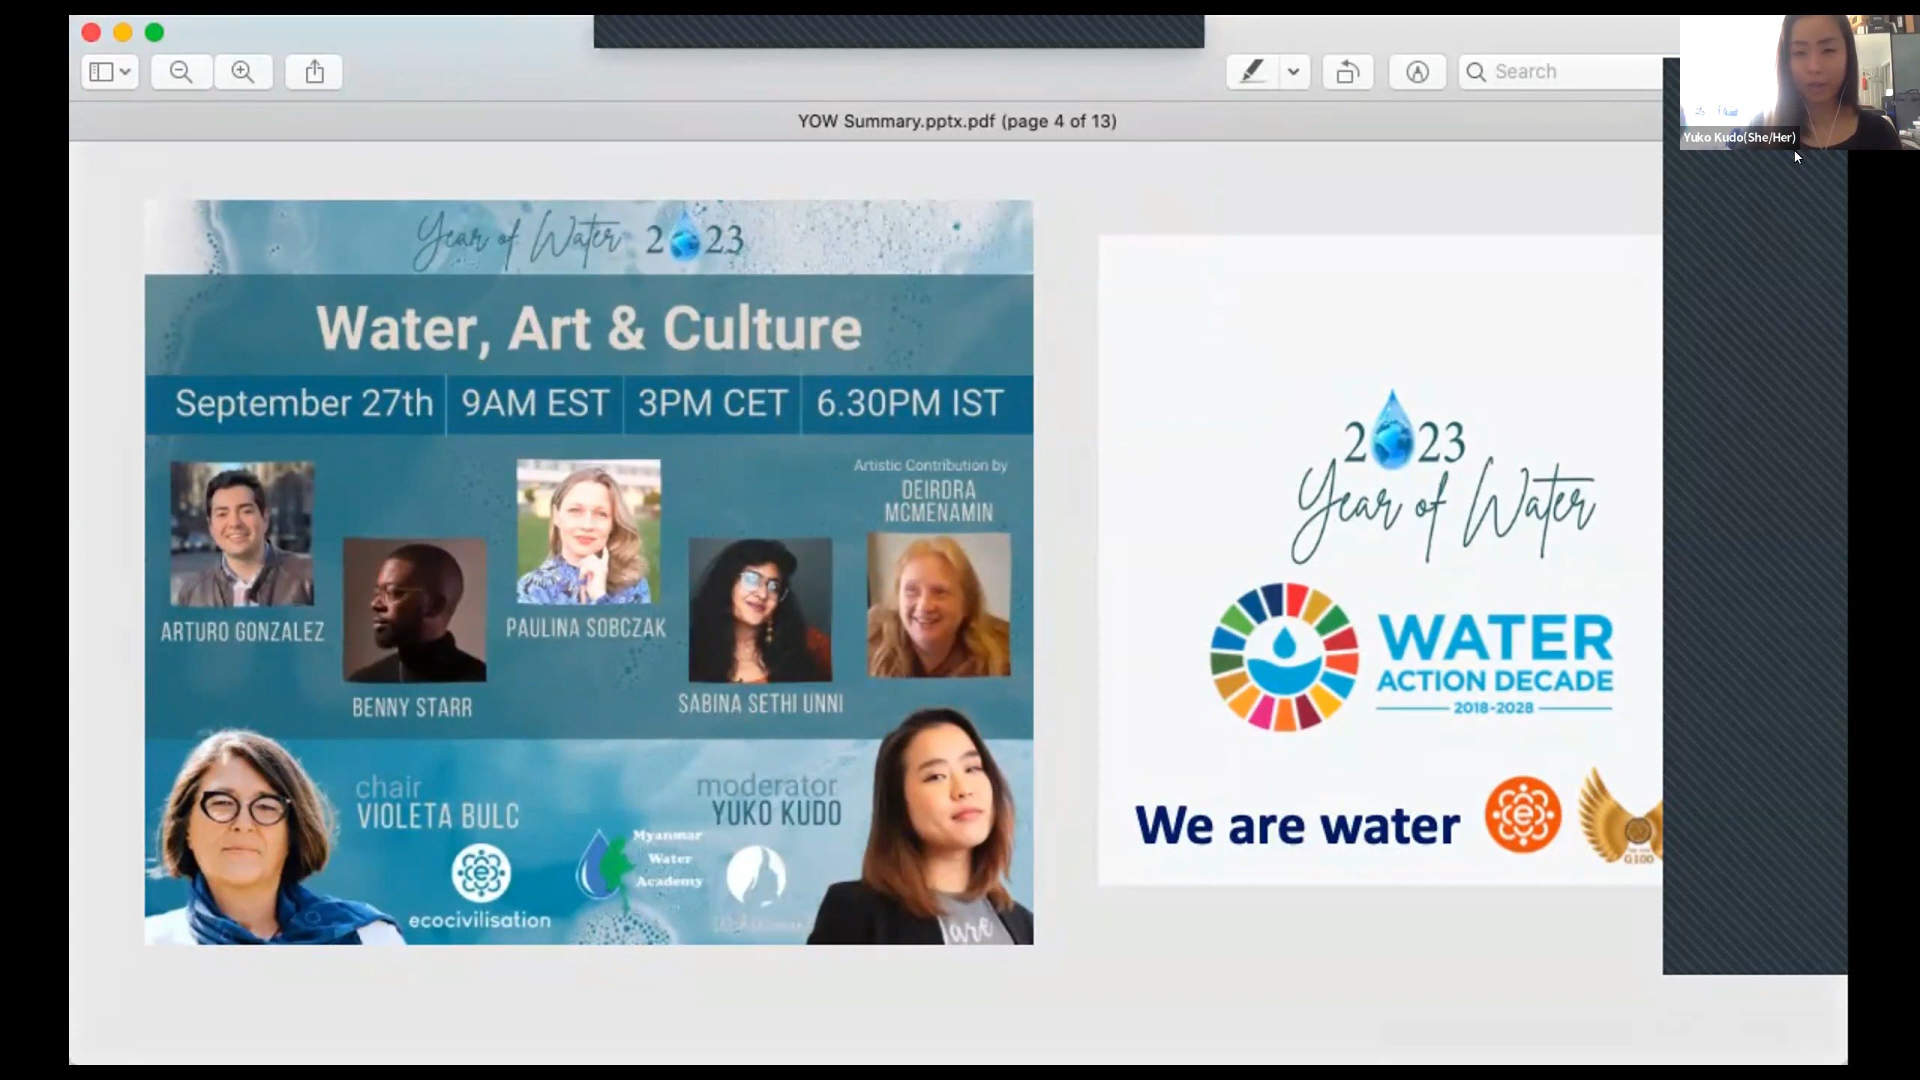 Search
YOW Summary.pptx.pdf (page 4 of 13)
Yuko Kudo(She/Her)
Year of Water 2023
Water, Art & Culture
September 27th 9AM EST 3PM CET 6.30PM IST
Artistic Contribution by
DEIRDRA
MCMENAMIN
ARTURO GONZALEZ
PAULINA SOBCZAK
BENNY STARR
SABINA SETHI UNNI
chair
VIOLETA BULC
moderator
YUKO KUDO
e
ecocivilisation
Myanmar
Water
Academy
2023
Year of Water
WATER
ACTION DECADE
2018-2028
We are water
e
G100